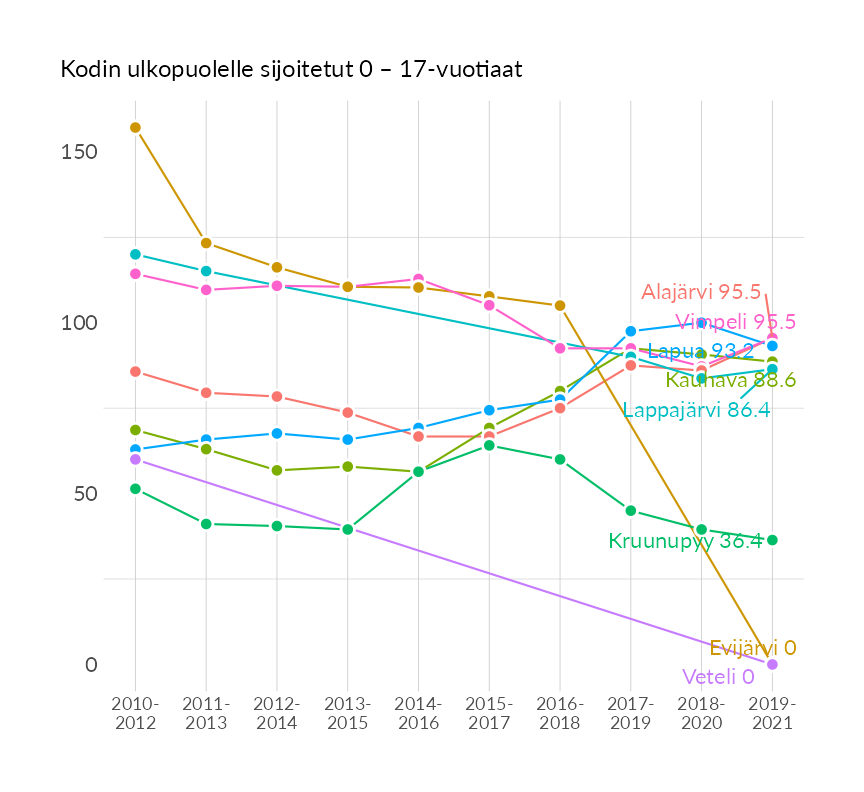 Kodin ulkopuolelle sijoitetut 0 – 17-vuotiaat
150
100
50
0
Alajärvi 95.5
Vimpeli 95.5
Lapua 93.2
Kauhava 88.6
Lappajärvi 86.4
Kruunupyy 36.4
Evijärvi 0
Veteli 0
2010- 2011- 2012- 2013- 2014- 2015- 2016- 2017- 2018- 2019-
2012 2013 2014 2015 2016 2017 2018 2019 2020 2021